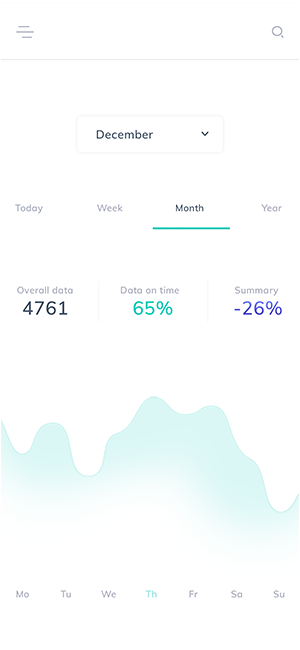 December
Today Week Month Year
Overall data Data on time Summary
4761 65% -26%
Mo Tu We Th Fr Sa Su